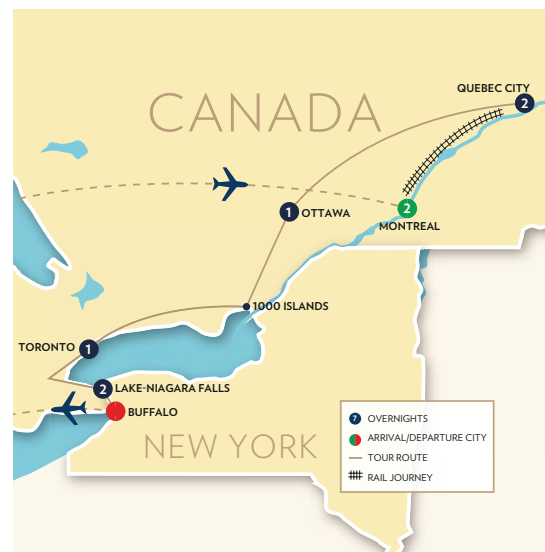 QUEBEC CITY
2
CANADA
2
MONTREAL
1 OTTAWA
1000 ISLANDS
TORONTO 1
2 LAKE-NIAGARA FALLS
BUFFALO
NEW YORK
7 OVERNIGHTS
ARRIVAL/DEPARTURE CITY
TOUR ROUTE
RAIL JOURNEY